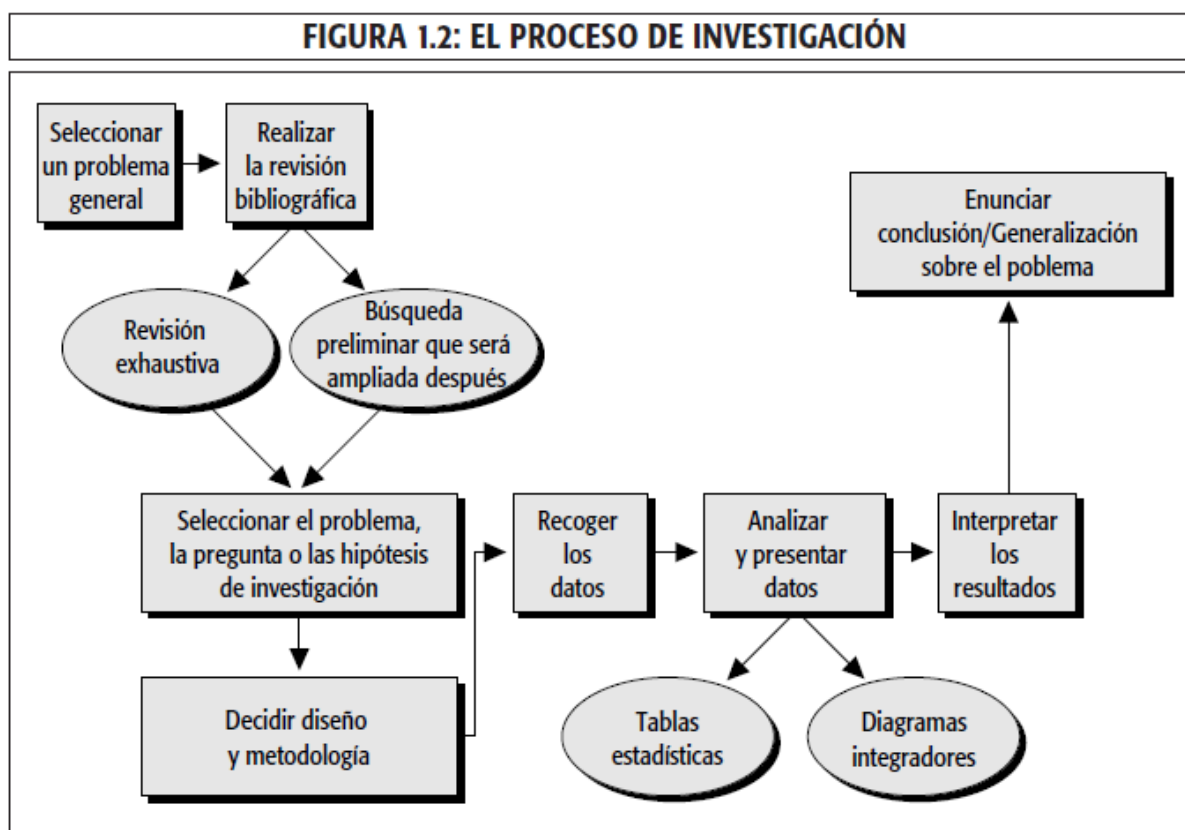 FIGURA 1.2: EL PROCESO DE INVESTIGACIÓN
Seleccionar
un problema
general
Realizar
la revisión
bibliográfica
Enunciar
conclusión/Generalización
sobre el poblema
Revisión
exhaustiva
Búsqueda
preliminar que será
ampliada después
Seleccionar el problema,
la pregunta o las hipótesis
de investigación
Recoger
los
datos
Analizar
y presentar
datos
Interpretar
los
resultados
Decidir diseño
y metodología
Tablas
estadísticas
Diagramas
integradores